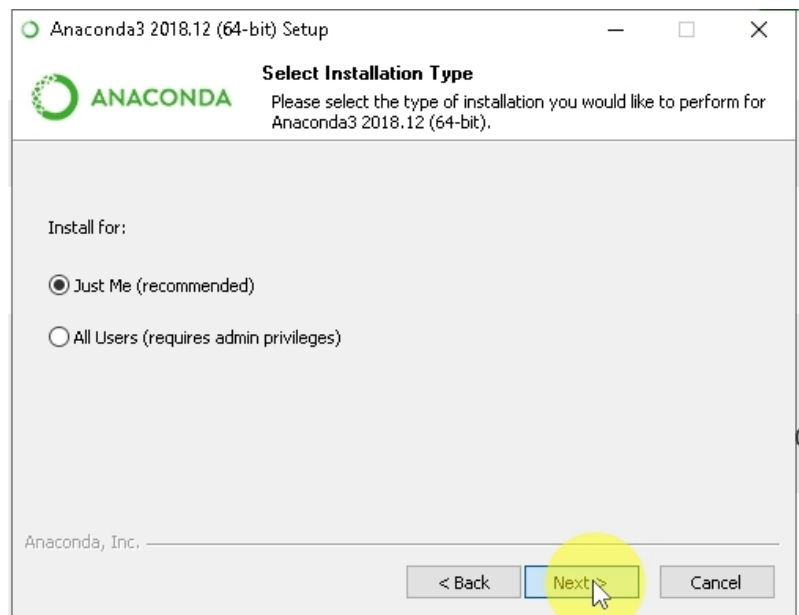 Anaconda3 2018.12 (64-bit) Setup
ANACONDA
Select Installation Type
Please select the type of installation you would like to perform for
Anaconda3 2018.12 (64-bit).
Install for:
Just Me (recommended)
All Users (requires admin privileges)
Anaconda, Inc.
< Back
Next >
Cancel